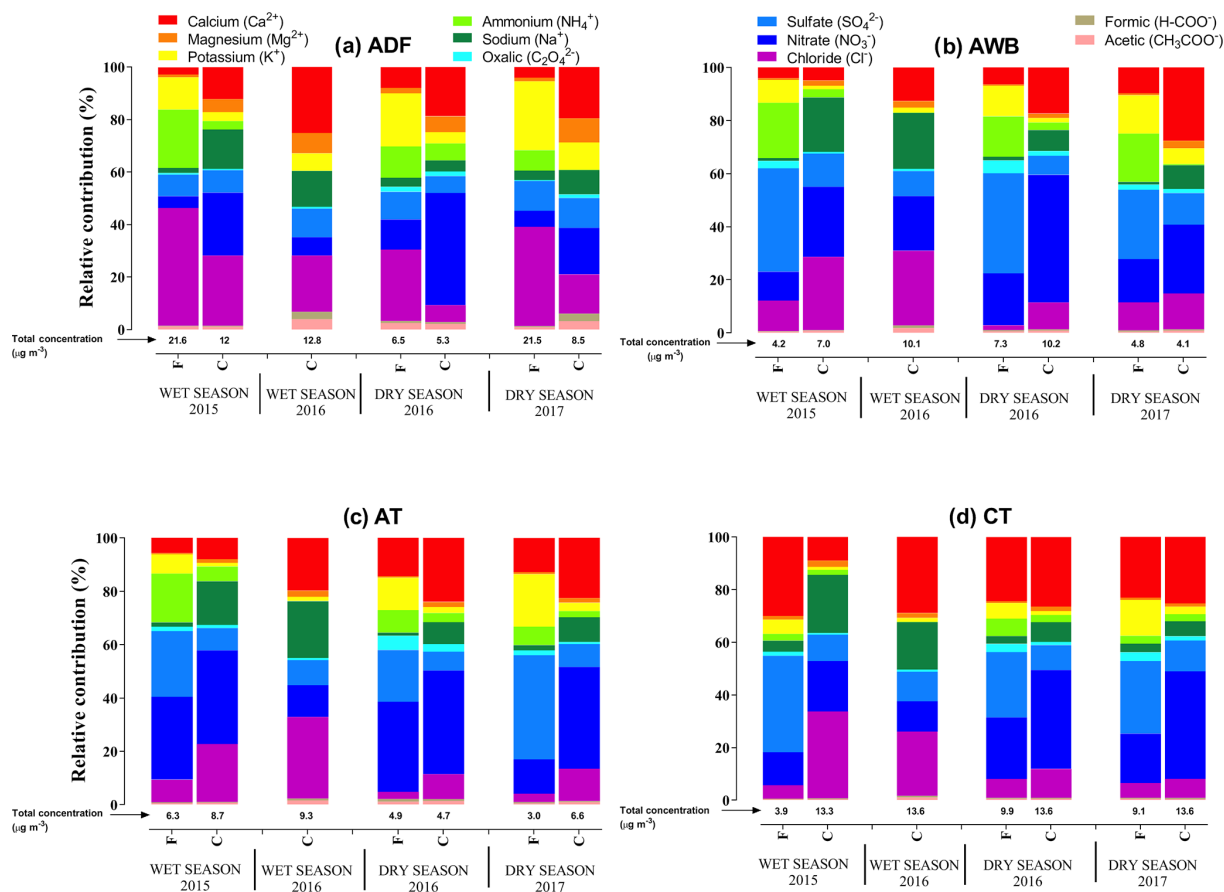 Calcium (Ca²⁺)
Magnesium (Mg²⁺)
Potassium (K⁺)
Ammonium (NH₄⁺)
Sodium (Na⁺)
Oxalic (C₂O₄²⁻)
Sulfate (SO₄²⁻)
Nitrate (NO₃⁻)
Chloride (Cl⁻)
Formic (H-COO⁻)
Acetic (CH₃COO⁻)
(a) ADF
Relative contribution (%)
100
80
60
40
20
0
Total concentration
(µg m⁻³)
21.6 12 12.8 6.5 5.3 21.5 8.5
F C C F C F C
WET SEASON 2015
WET SEASON 2016
DRY SEASON 2016
DRY SEASON 2017
(b) AWB
100
80
60
40
20
0
Total concentration
(µg m⁻³)
4.2 7.0 10.1 7.3 10.2 4.8 4.1
F C C F C F C
WET SEASON 2015
WET SEASON 2016
DRY SEASON 2016
DRY SEASON 2017
(c) AT
Relative contribution (%)
100
80
60
40
20
0
Total concentration
(µg m⁻³)
6.3 8.7 9.3 4.9 4.7 3.0 6.6
F C C F C F C
WET SEASON 2015
WET SEASON 2016
DRY SEASON 2016
DRY SEASON 2017
(d) CT
100
80
60
40
20
0
Total concentration
(µg m⁻³)
3.9 13.3 13.6 9.9 13.6 9.1 13.6
F C C F C F C
WET SEASON 2015
WET SEASON 2016
DRY SEASON 2016
DRY SEASON 2017